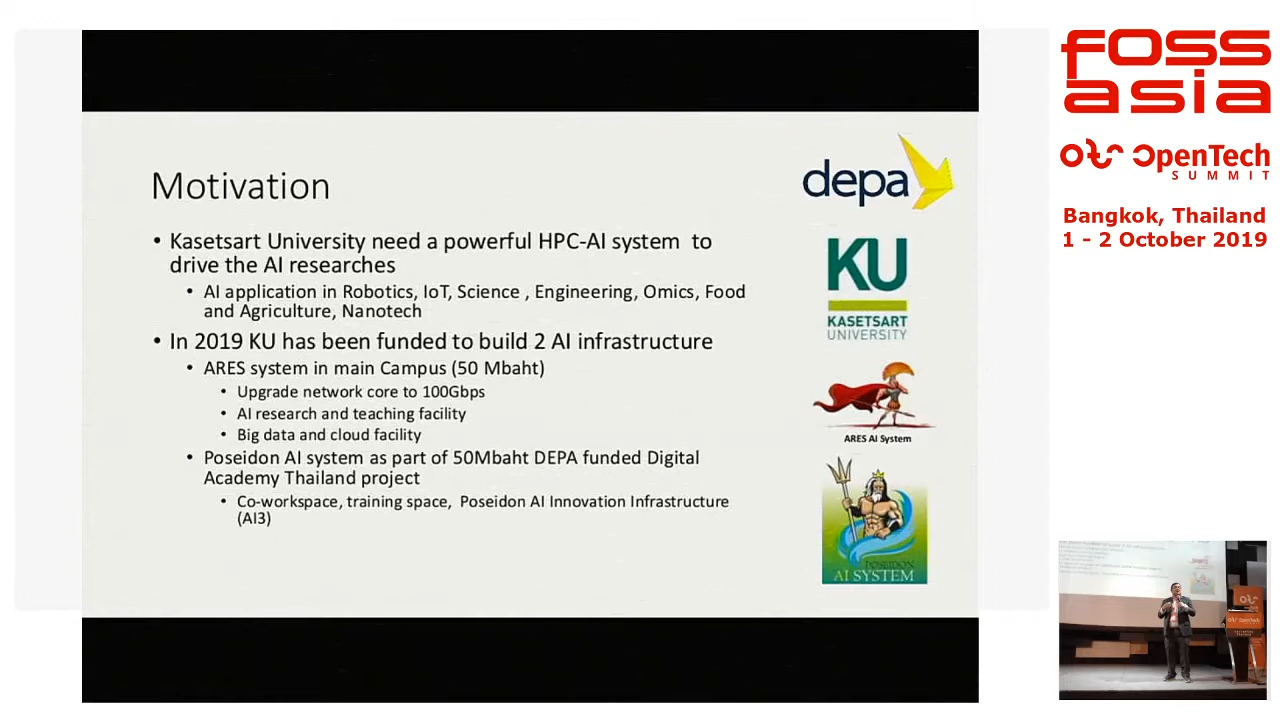 Motivation
• Kasetsart University need a powerful HPC-AI system to
drive the AI researches
• AI application in Robotics, IoT, Science , Engineering, Omics, Food
and Agriculture, Nanotech
• In 2019 KU has been funded to build 2 AI infrastructure
• ARES system in main Campus (50 Mbaht)
• Upgrade network core to 100Gbps
• AI research and teaching facility
• Big data and cloud facility
• Poseidon AI system as part of 50Mbaht DEPA funded Digital
Academy Thailand project
• Co-workspace, training space, Poseidon AI Innovation Infrastructure
(AI3)
depa
KU
KASETSART
UNIVERSITY
ARES AI System
POSEIDON
AI SYSTEM
foss
asia
OpenTech
SUMMIT
Bangkok, Thailand
1 - 2 October 2019
OpenTech